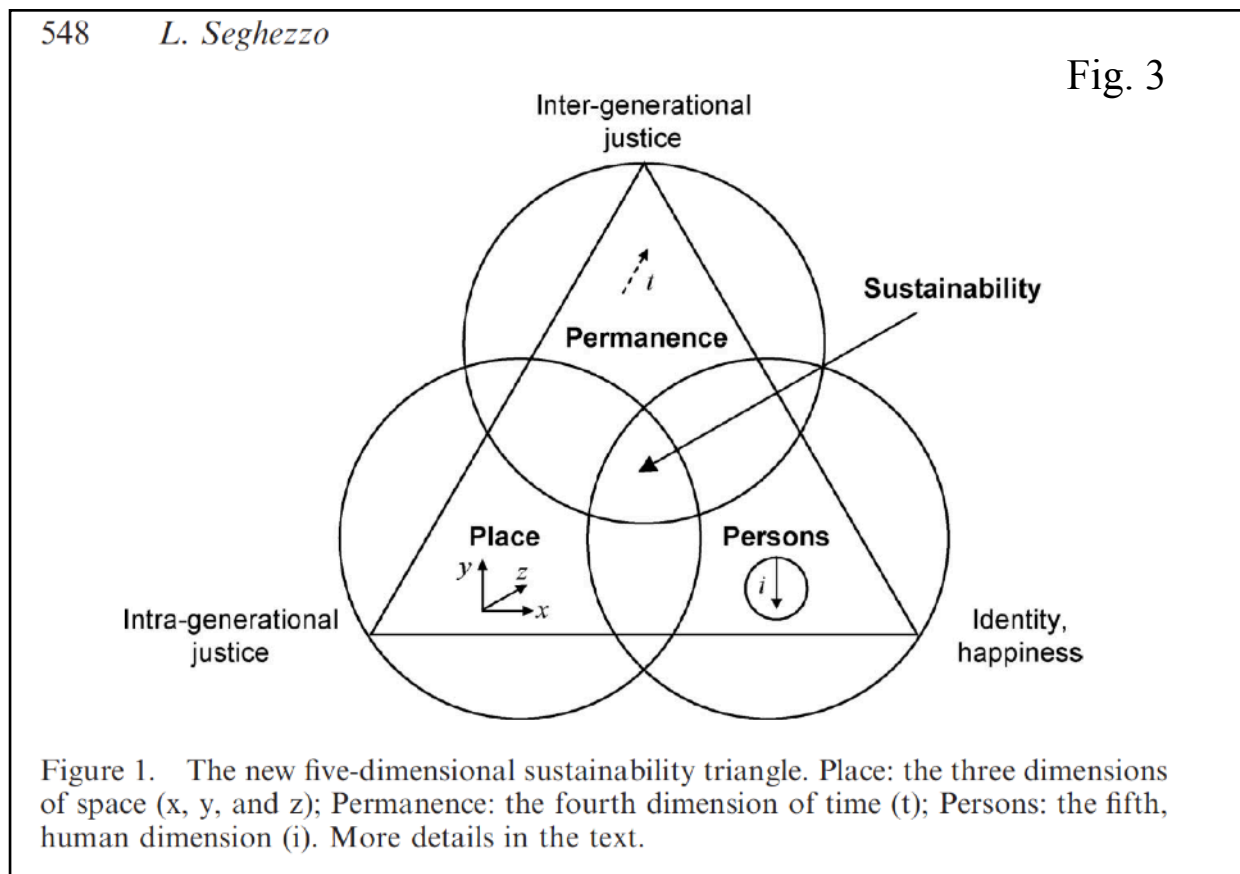 548 L. Seghezzo
Fig. 3
Inter-generational
justice
t
Sustainability
Permanence
Place
Persons
y
z
x
i
Intra-generational
justice
Identity,
happiness
Figure 1. The new five-dimensional sustainability triangle. Place: the three dimensions
of space (x, y, and z); Permanence: the fourth dimension of time (t); Persons: the fifth,
human dimension (i). More details in the text.